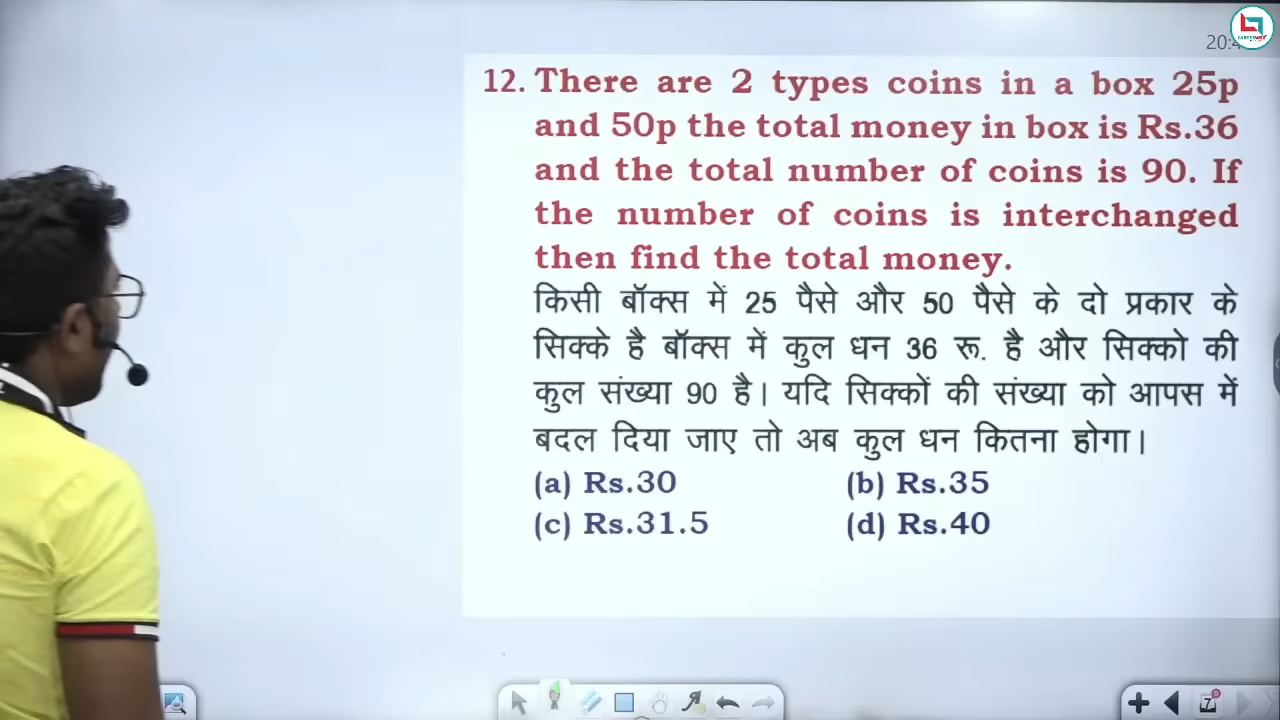 20:4
12. There are 2 types coins in a box 25p
and 50p the total money in box is Rs.36
and the total number of coins is 90. If
the number of coins is interchanged
then find the total money.
किसी बॉक्स में 25 पैसे और 50 पैसे के दो प्रकार के
सिक्के है बॉक्स में कुल धन 36 रू. है और सिक्को की
कुल संख्या 90 है। यदि सिक्कों की संख्या को आपस में
बदल दिया जाए तो अब कुल धन कितना होगा।
(a) Rs.30 (b) Rs.35
(c) Rs.31.5 (d) Rs.40
7